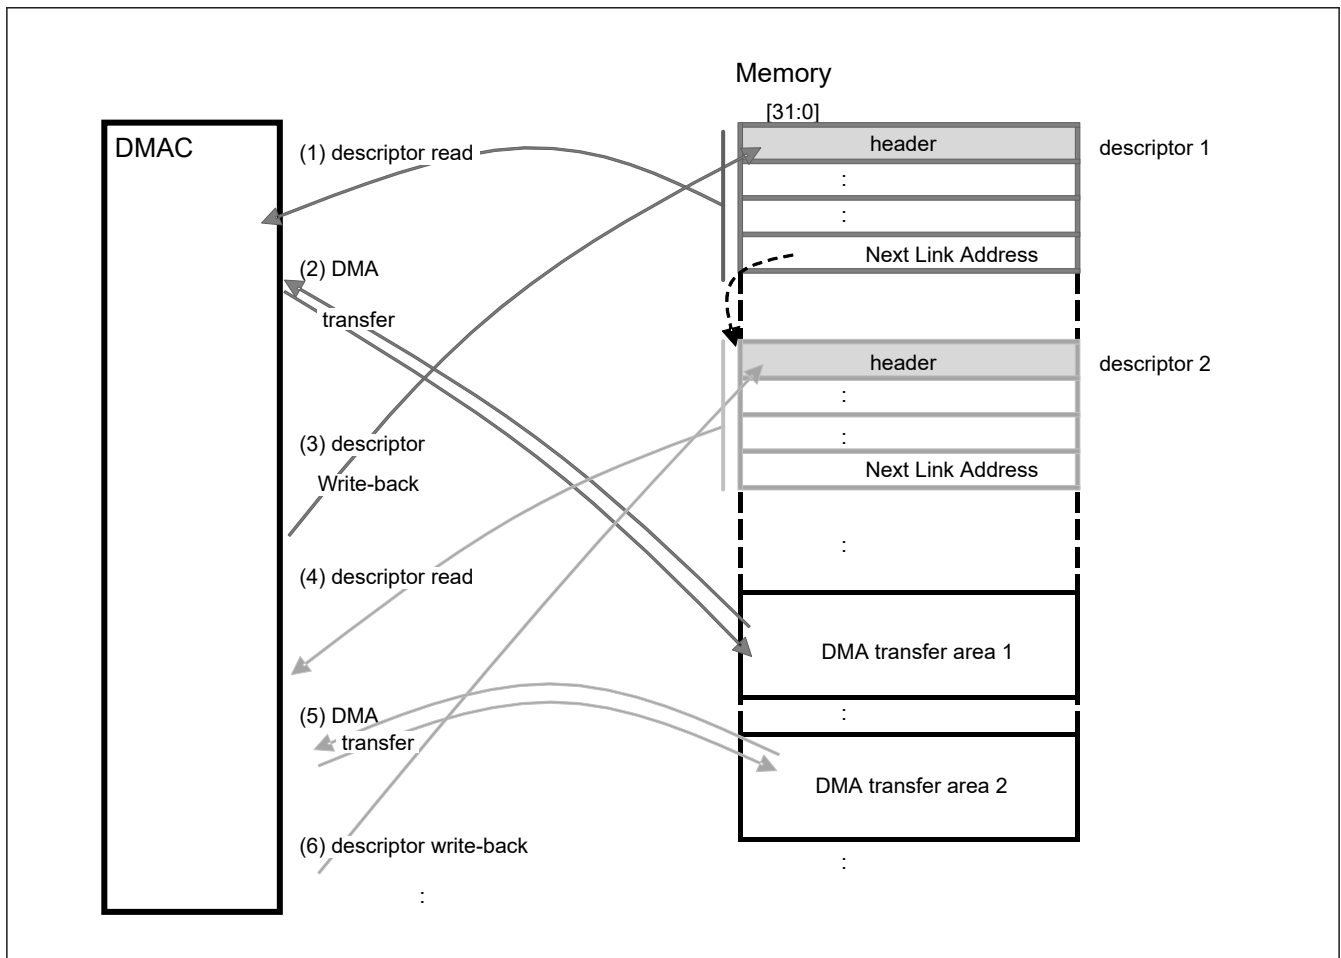 Memory
[31:0]
DMAC
(1) descriptor read
header
descriptor 1
:
:
Next Link Address
(2) DMA
transfer
header
descriptor 2
:
:
Next Link Address
(3) descriptor
Write-back
:
(4) descriptor read
DMA transfer area 1
:
(5) DMA
transfer
DMA transfer area 2
(6) descriptor write-back
:
: